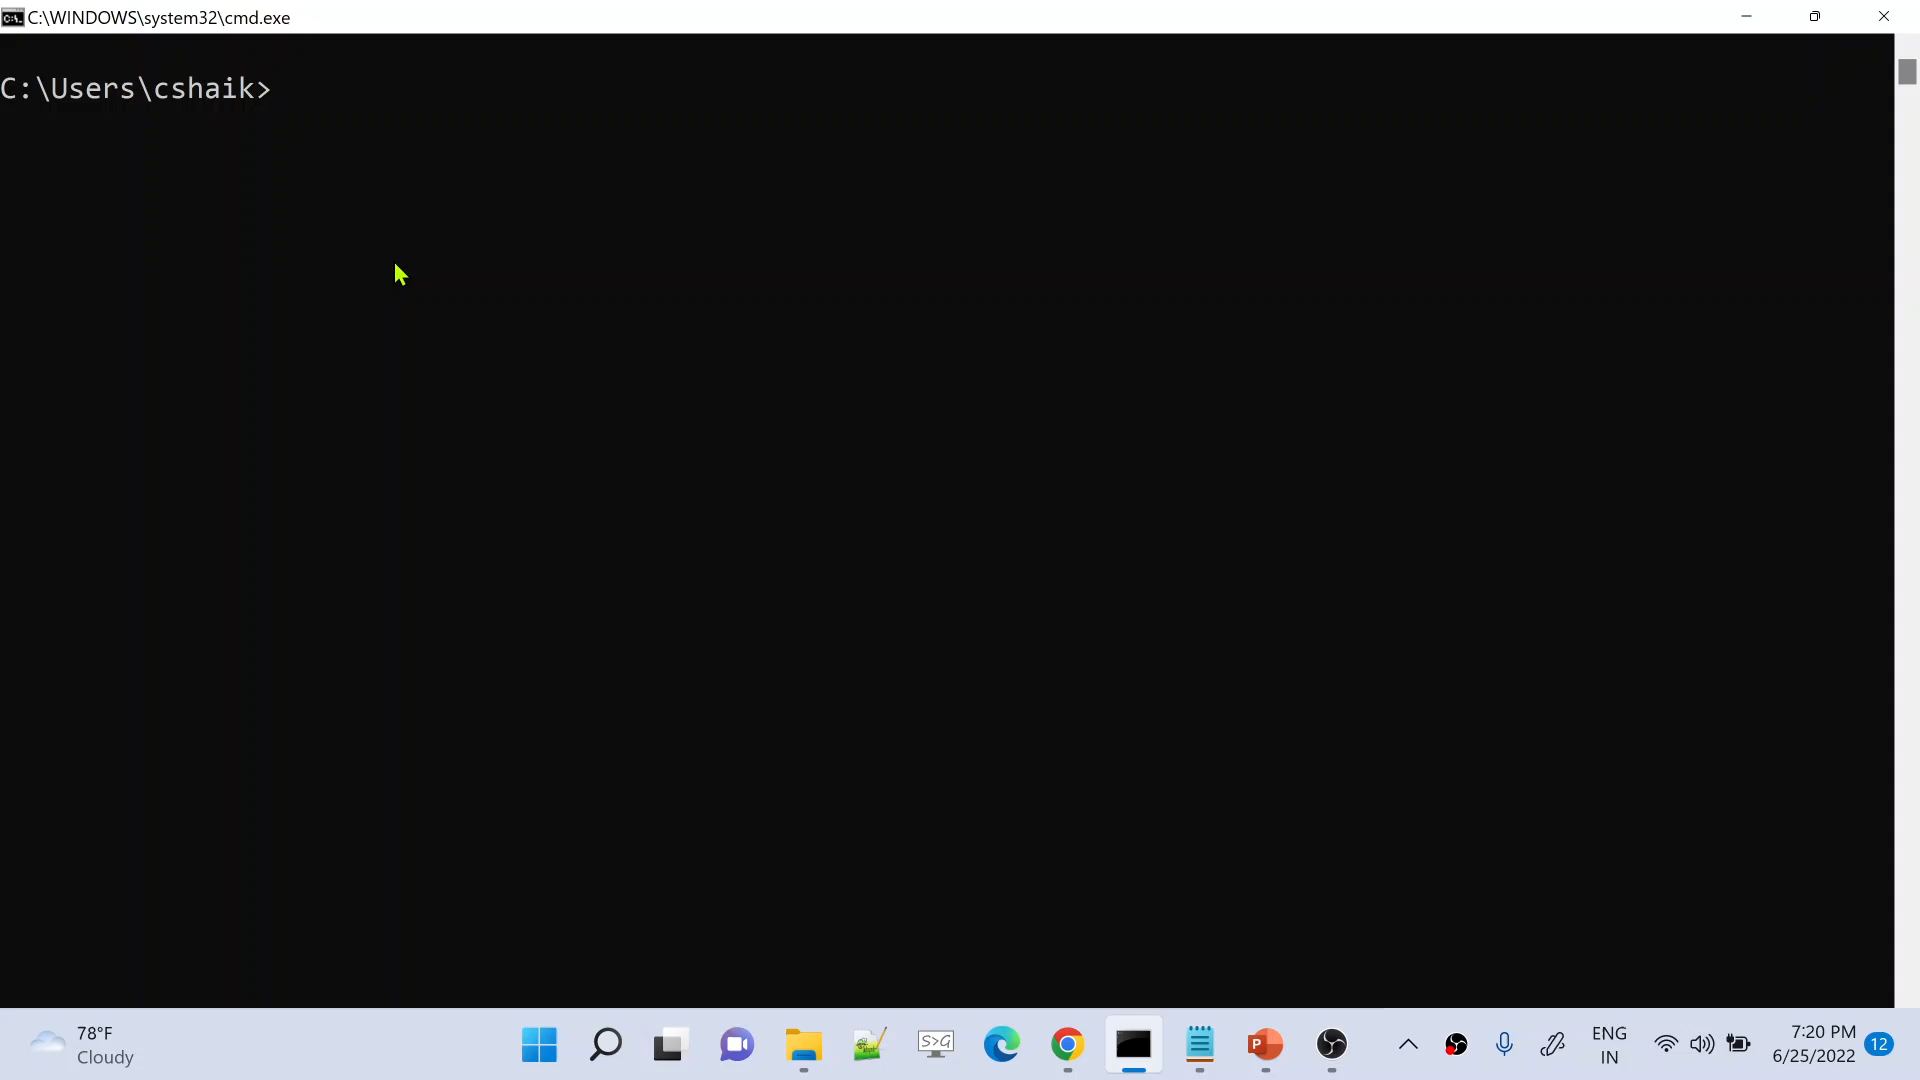 C:\WINDOWS\system32\cmd.exe
C:\Users\cshaik>
78°F
Cloudy
S>G
P
ENG
IN
7:20 PM
6/25/2022
12